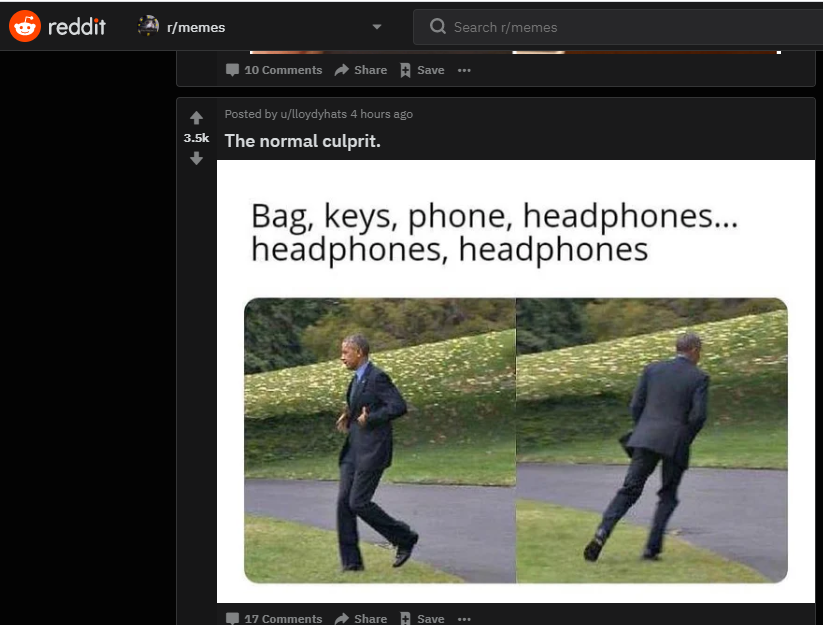 reddit
r/memes
Search r/memes
10 Comments Share Save
Posted by u/lloydyhats 4 hours ago
3.5k
The normal culprit.
Bag, keys, phone, headphones...
headphones, headphones
17 Comments Share Save